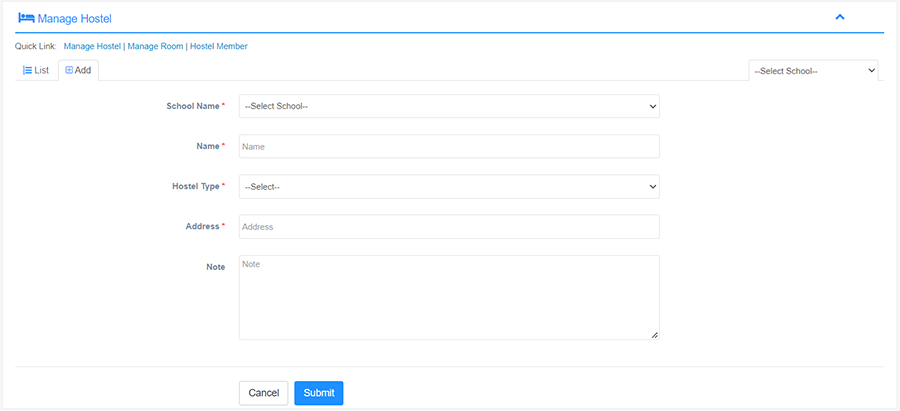 Manage Hostel
Quick Link: Manage Hostel | Manage Room | Hostel Member
List Add --Select School--
School Name * --Select School--
Name * Name
Hostel Type * --Select--
Address * Address
Note Note
Cancel Submit